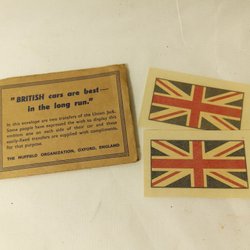 "BRITISH cars are best—
in the long run."
In this envelope are two transfers of the Union Jack.
Some people have expressed the wish to display this
emblem one on each side of their car and these
easily-fixed transfers are supplied with compliments
for that purpose.
THE NUFFIELD ORGANIZATION, OXFORD, ENGLAND